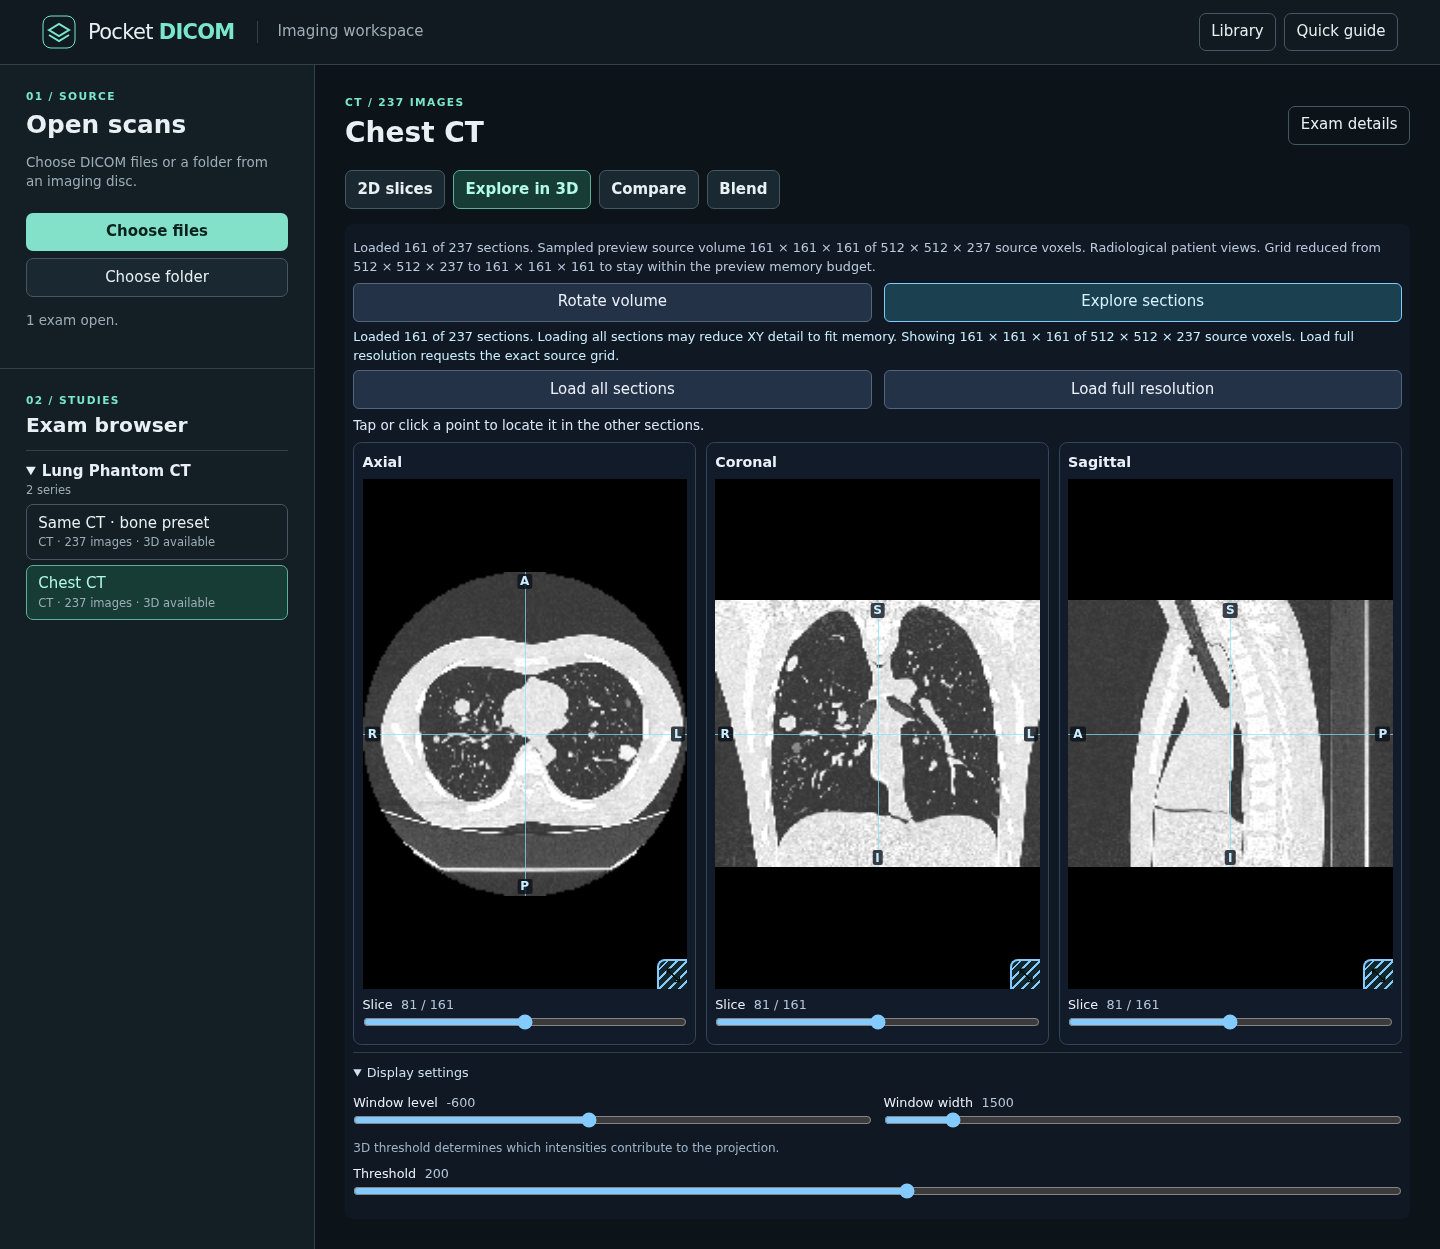 Pocket DICOM
Imaging workspace
Library
Quick guide
01 / SOURCE
Open scans
Choose DICOM files or a folder from
an imaging disc.
Choose files
Choose folder
1 exam open.
02 / STUDIES
Exam browser
▼ Lung Phantom CT
2 series
Same CT · bone preset
CT · 237 images · 3D available
Chest CT
CT · 237 images · 3D available
CT / 237 IMAGES
Chest CT
Exam details
2D slices
Explore in 3D
Compare
Blend
Loaded 161 of 237 sections. Sampled preview source volume 161 × 161 × 161 of 512 × 512 × 237 source voxels. Radiological patient views. Grid reduced from
512 × 512 × 237 to 161 × 161 × 161 to stay within the preview memory budget.
Rotate volume
Explore sections
Loaded 161 of 237 sections. Loading all sections may reduce XY detail to fit memory. Showing 161 × 161 × 161 of 512 × 512 × 237 source voxels. Load full
resolution requests the exact source grid.
Load all sections
Load full resolution
Tap or click a point to locate it in the other sections.
Axial
A
R
L
P
Slice 81 / 161
Coronal
S
R
L
I
Slice 81 / 161
Sagittal
S
A
P
I
Slice 81 / 161
▼ Display settings
Window level -600
Window width 1500
3D threshold determines which intensities contribute to the projection.
Threshold 200